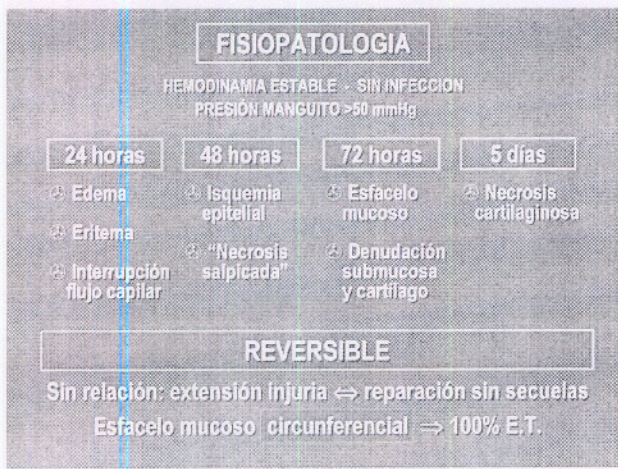 FISIOPATOLOGIA
HEMODINAMIA ESTABLE - SIN INFECCION
PRESIÓN MANGUITO >50 mmHg
24 horas
Edema
Eritema
Interrupción
flujo capilar
48 horas
Isquemia
epitelial
"Necrosis
salpicada"
72 horas
Esfacelo
mucoso
Denudación
submucosa
y cartílago
5 días
Necrosis
cartilaginosa
REVERSIBLE
Sin relación: extensión injuria ⇔ reparación sin secuelas
Esfacelo mucoso circunferencial ⇒ 100% E.T.